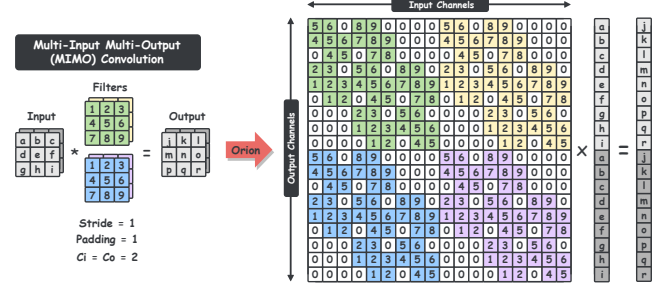 Multi-Input Multi-Output
(MIMO) Convolution
Filters
Input
Output
1 2 3
4 5 6
7 8 9
a b c
d e f
g h i
*
1 2 3
4 5 6
7 8 9
=
j k l
m n o
p q r
Stride = 1
Padding = 1
Ci = Co = 2
Orion
Input Channels
Output Channels
5 6 0 8 9 0 0 0 0 5 6 0 8 9 0 0 0 0
4 5 6 7 8 9 0 0 0 4 5 6 7 8 9 0 0 0
0 4 5 0 7 8 0 0 0 0 4 5 0 7 8 0 0 0
2 3 0 5 6 0 8 9 0 2 3 0 5 6 0 8 9 0
1 2 3 4 5 6 7 8 9 1 2 3 4 5 6 7 8 9
0 1 2 0 4 5 0 7 8 0 1 2 0 4 5 0 7 8
0 0 0 2 3 0 5 6 0 0 0 0 2 3 0 5 6 0
0 0 0 1 2 3 4 5 6 0 0 0 1 2 3 4 5 6
0 0 0 0 1 2 0 4 5 0 0 0 0 1 2 0 4 5
5 6 0 8 9 0 0 0 0 5 6 0 8 9 0 0 0 0
4 5 6 7 8 9 0 0 0 4 5 6 7 8 9 0 0 0
0 4 5 0 7 8 0 0 0 0 4 5 0 7 8 0 0 0
2 3 0 5 6 0 8 9 0 2 3 0 5 6 0 8 9 0
1 2 3 4 5 6 7 8 9 1 2 3 4 5 6 7 8 9
0 1 2 0 4 5 0 7 8 0 1 2 0 4 5 0 7 8
0 0 0 2 3 0 5 6 0 0 0 0 2 3 0 5 6 0
0 0 0 1 2 3 4 5 6 0 0 0 1 2 3 4 5 6
0 0 0 0 1 2 0 4 5 0 0 0 0 1 2 0 4 5
×
a
b
c
d
e
f
g
h
i
a
b
c
d
e
f
g
h
i
=
j
k
l
m
n
o
p
q
r
j
k
l
m
n
o
p
q
r